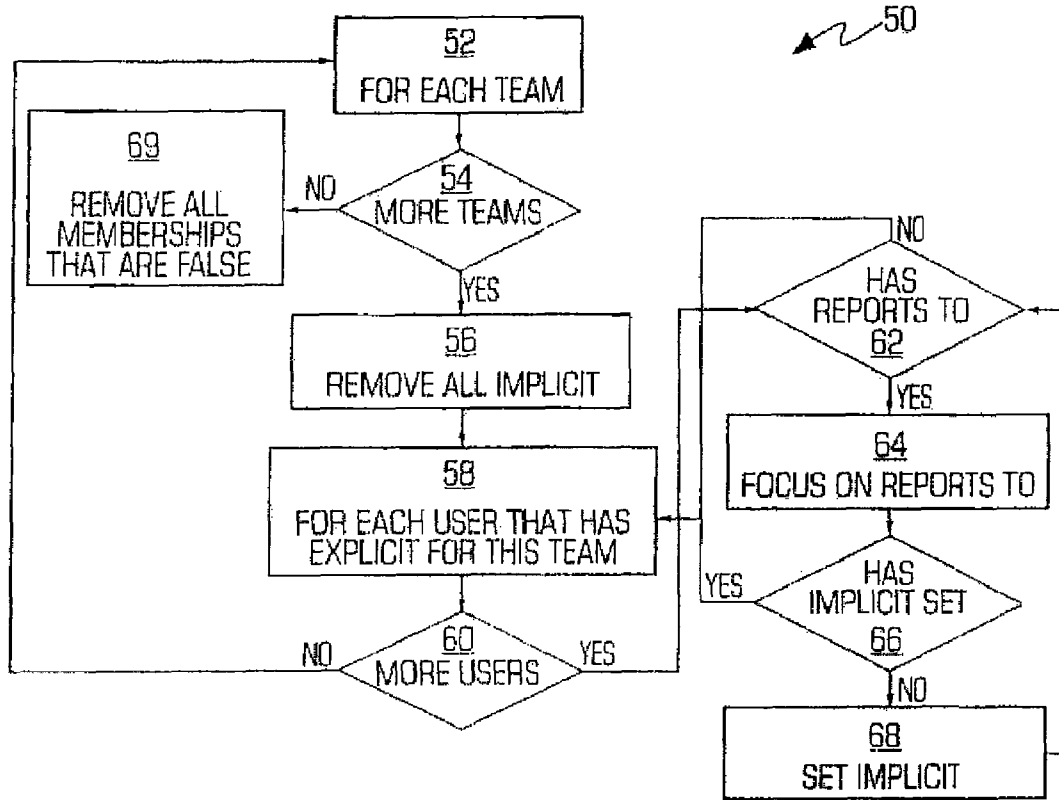 50
52
FOR EACH TEAM
69
REMOVE ALL
MEMBERSHIPS
THAT ARE FALSE
NO
54
MORE TEAMS
YES
56
REMOVE ALL IMPLICIT
58
FOR EACH USER THAT HAS
EXPLICIT FOR THIS TEAM
NO
60
MORE USERS
YES
NO
HAS
REPORTS TO
62
YES
64
FOCUS ON REPORTS TO
YES
HAS
IMPLICIT SET
66
NO
68
SET IMPLICIT